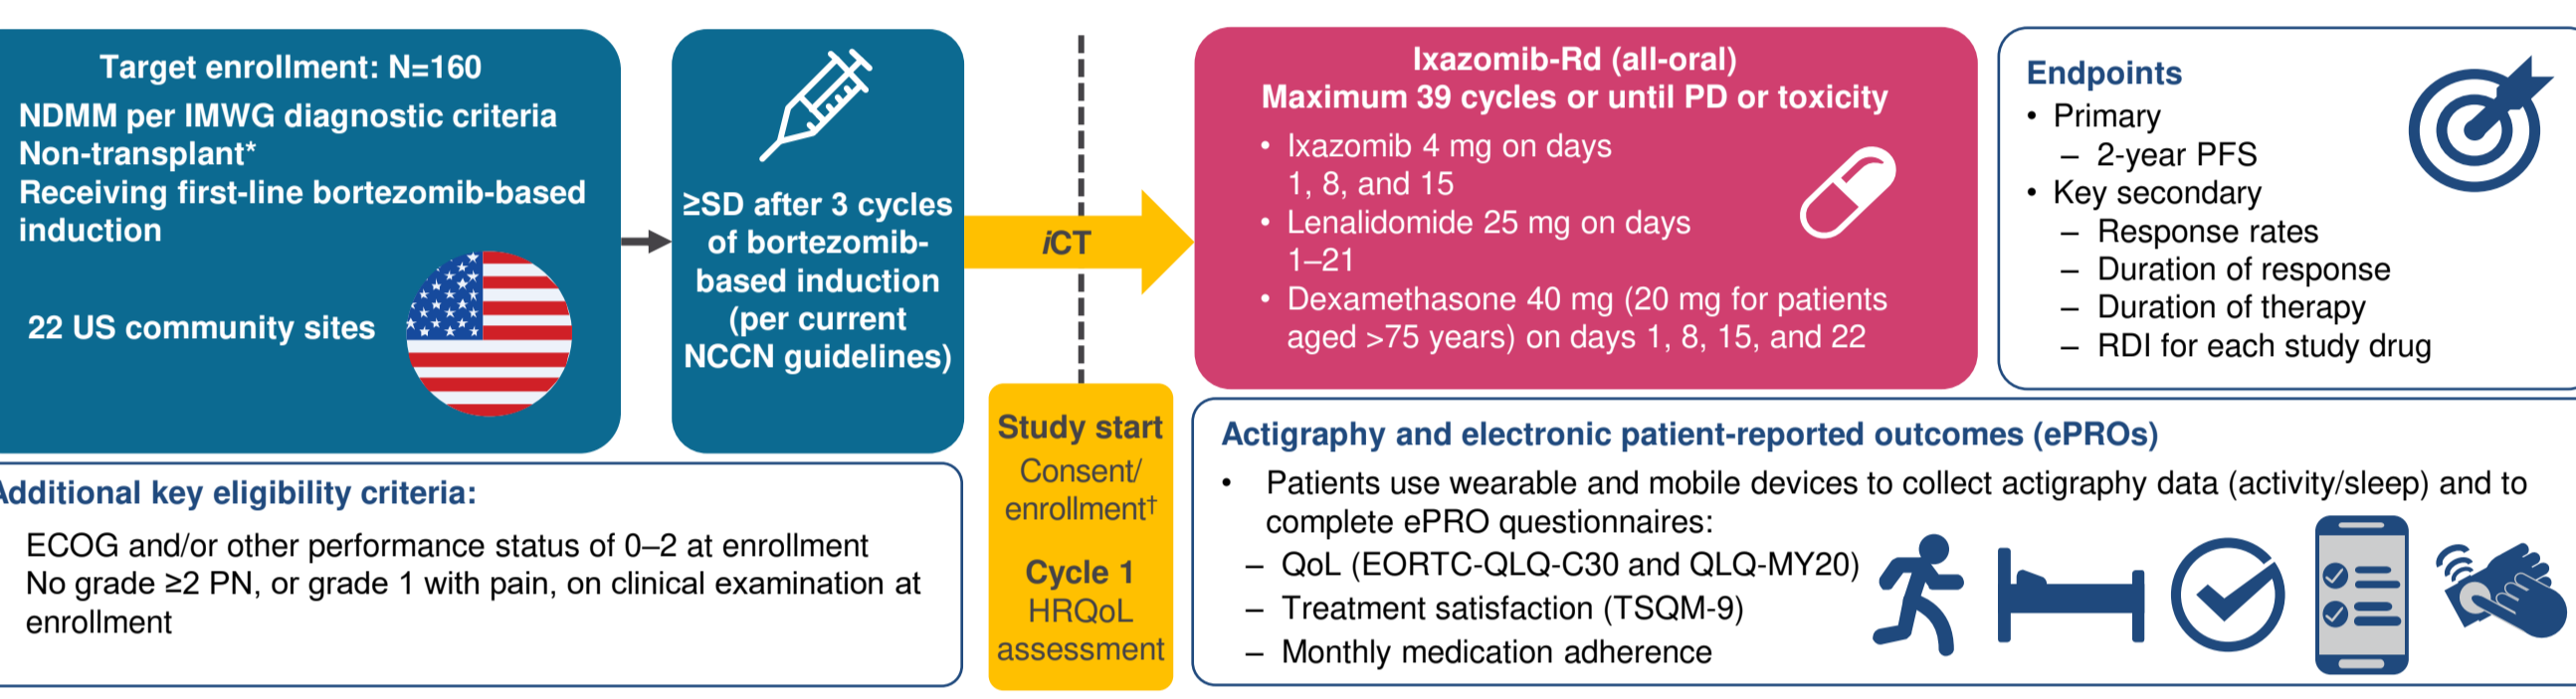 Target enrollment: N=160
NDMM per IMWG diagnostic criteria
Non-transplant*
Receiving first-line bortezomib-based
induction
22 US community sites
≥SD after 3 cycles
of bortezomib-
based induction
(per current
NCCN guidelines)
iCT
Study start
Consent/
enrollment†
Cycle 1
HRQoL
assessment
Ixazomib-Rd (all-oral)
Maximum 39 cycles or until PD or toxicity
• Ixazomib 4 mg on days
1, 8, and 15
• Lenalidomide 25 mg on days
1–21
• Dexamethasone 40 mg (20 mg for patients
aged >75 years) on days 1, 8, 15, and 22
Endpoints
• Primary
– 2-year PFS
• Key secondary
– Response rates
– Duration of response
– Duration of therapy
– RDI for each study drug
Additional key eligibility criteria:
ECOG and/or other performance status of 0–2 at enrollment
No grade ≥2 PN, or grade 1 with pain, on clinical examination at
enrollment
Actigraphy and electronic patient-reported outcomes (ePROs)
• Patients use wearable and mobile devices to collect actigraphy data (activity/sleep) and to
complete ePRO questionnaires:
– QoL (EORTC-QLQ-C30 and QLQ-MY20)
– Treatment satisfaction (TSQM-9)
– Monthly medication adherence